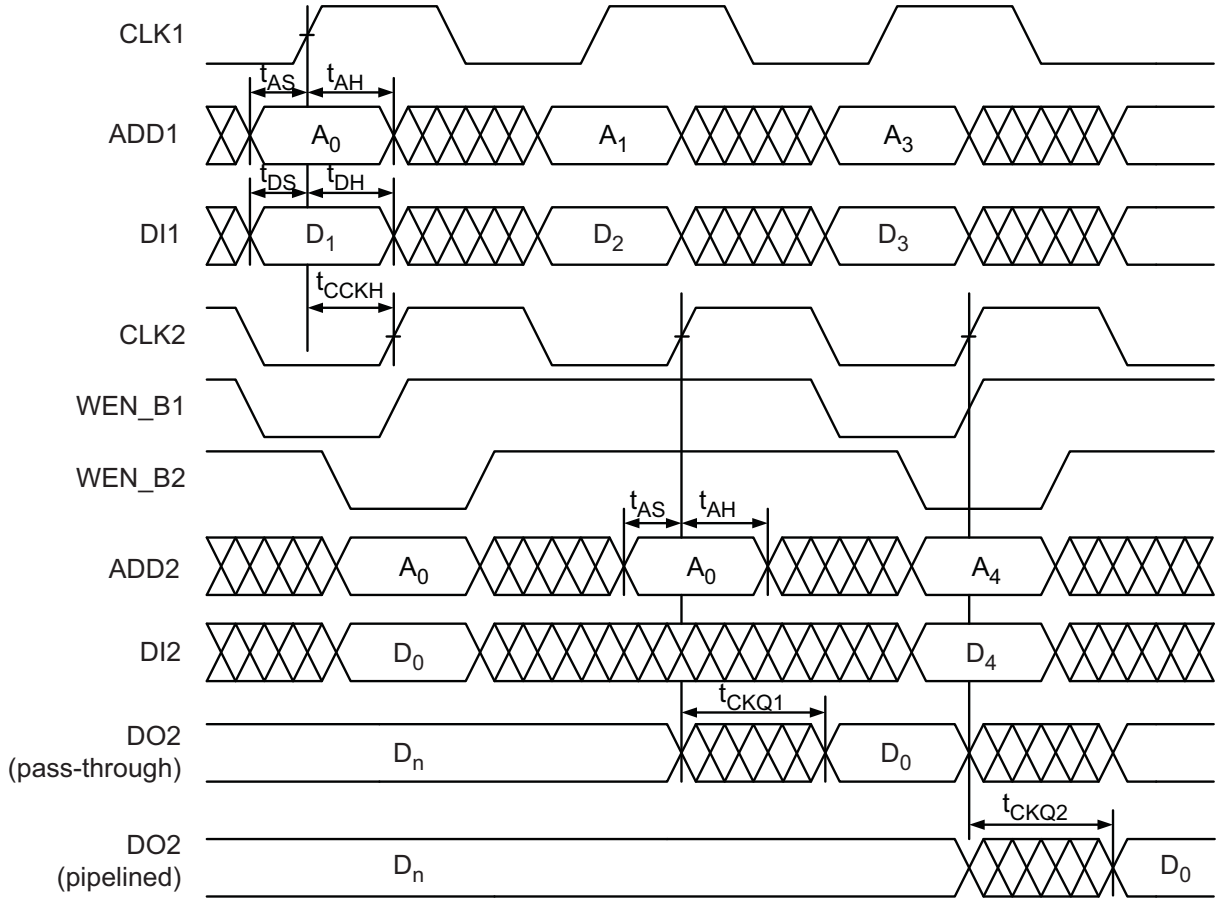 CLK1
tAS tAH
ADD1 A0 A1 A3
tDS tDH
DI1 D1 D2 D3
tCCKH
CLK2
WEN_B1
WEN_B2
tAS tAH
ADD2 A0 A0 A4
DI2 D0 D4
tCKQ1
DO2
(pass-through)
Dn D0
tCKQ2
DO2
(pipelined)
Dn D0